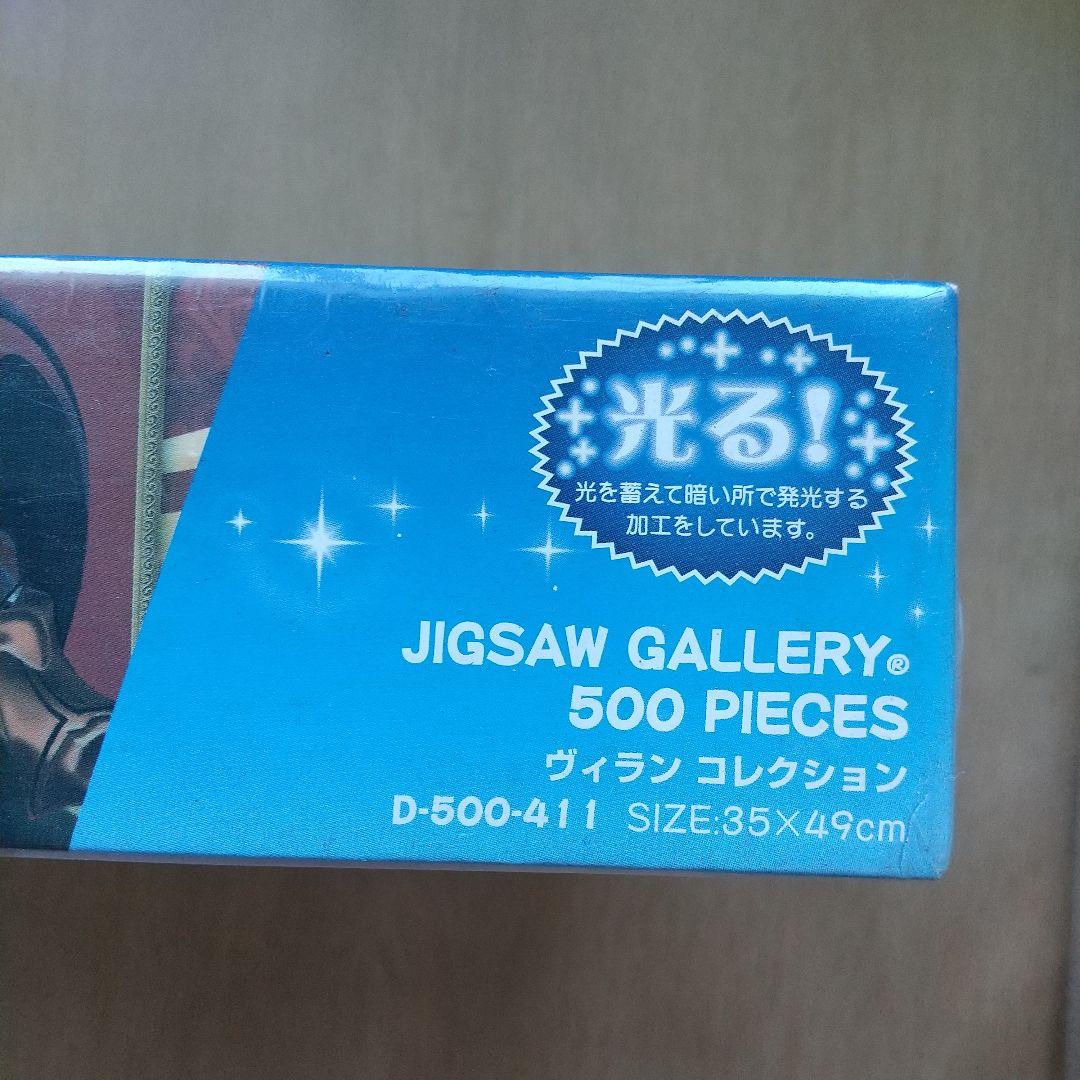 光る!
光を蓄えて暗い所で発光する
加工をしています。
JIGSAW GALLERY®
500 PIECES
ヴィラン コレクション
D-500-411 SIZE:35×49cm